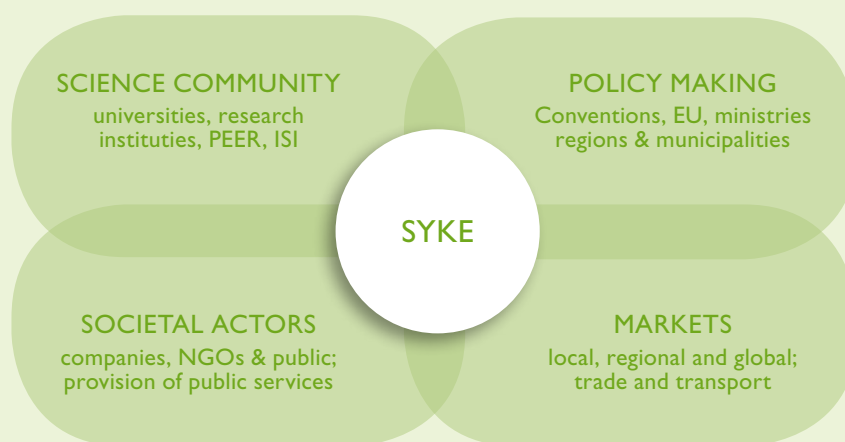 SCIENCE COMMUNITY
universities, research
instituties, PEER, ISI
POLICY MAKING
Conventions, EU, ministries
regions & municipalities
SYKE
SOCIETAL ACTORS
companies, NGOs & public;
provision of public services
MARKETS
local, regional and global;
trade and transport